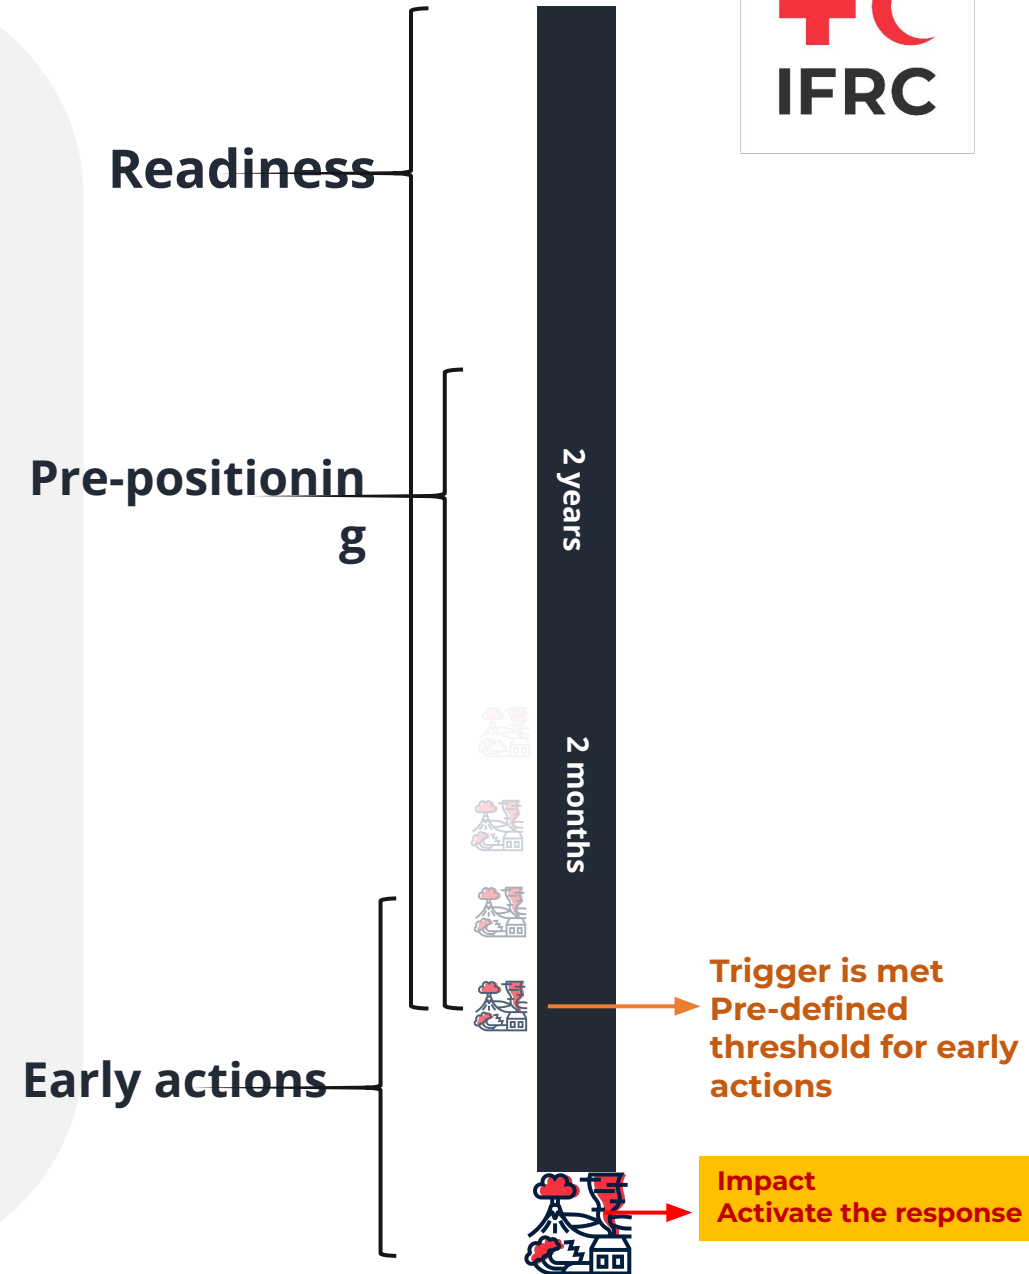 IFRC
Readiness
Pre-positionin
g
2 years
2 months
Trigger is met
Pre-defined
threshold for early
actions
Early actions
Impact
Activate the response